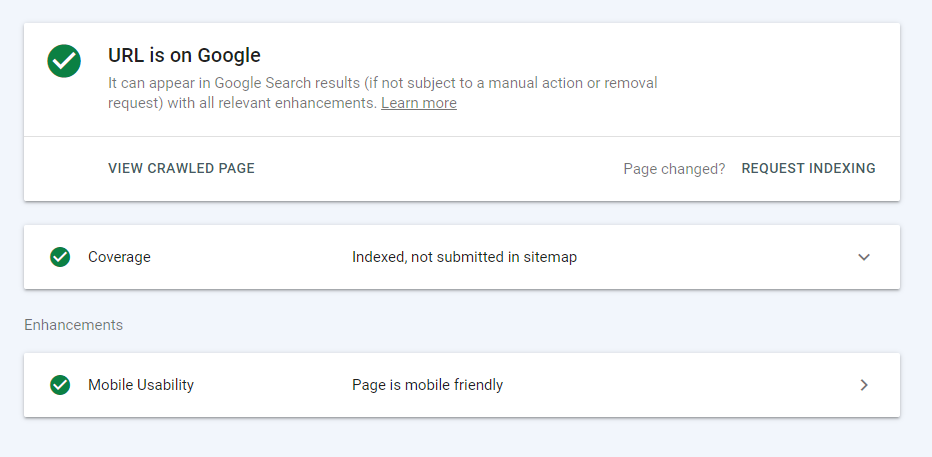 URL is on Google
It can appear in Google Search results (if not subject to a manual action or removal
request) with all relevant enhancements. Learn more
VIEW CRAWLED PAGE
Page changed? REQUEST INDEXING
Coverage
Indexed, not submitted in sitemap
Enhancements
Mobile Usability
Page is mobile friendly